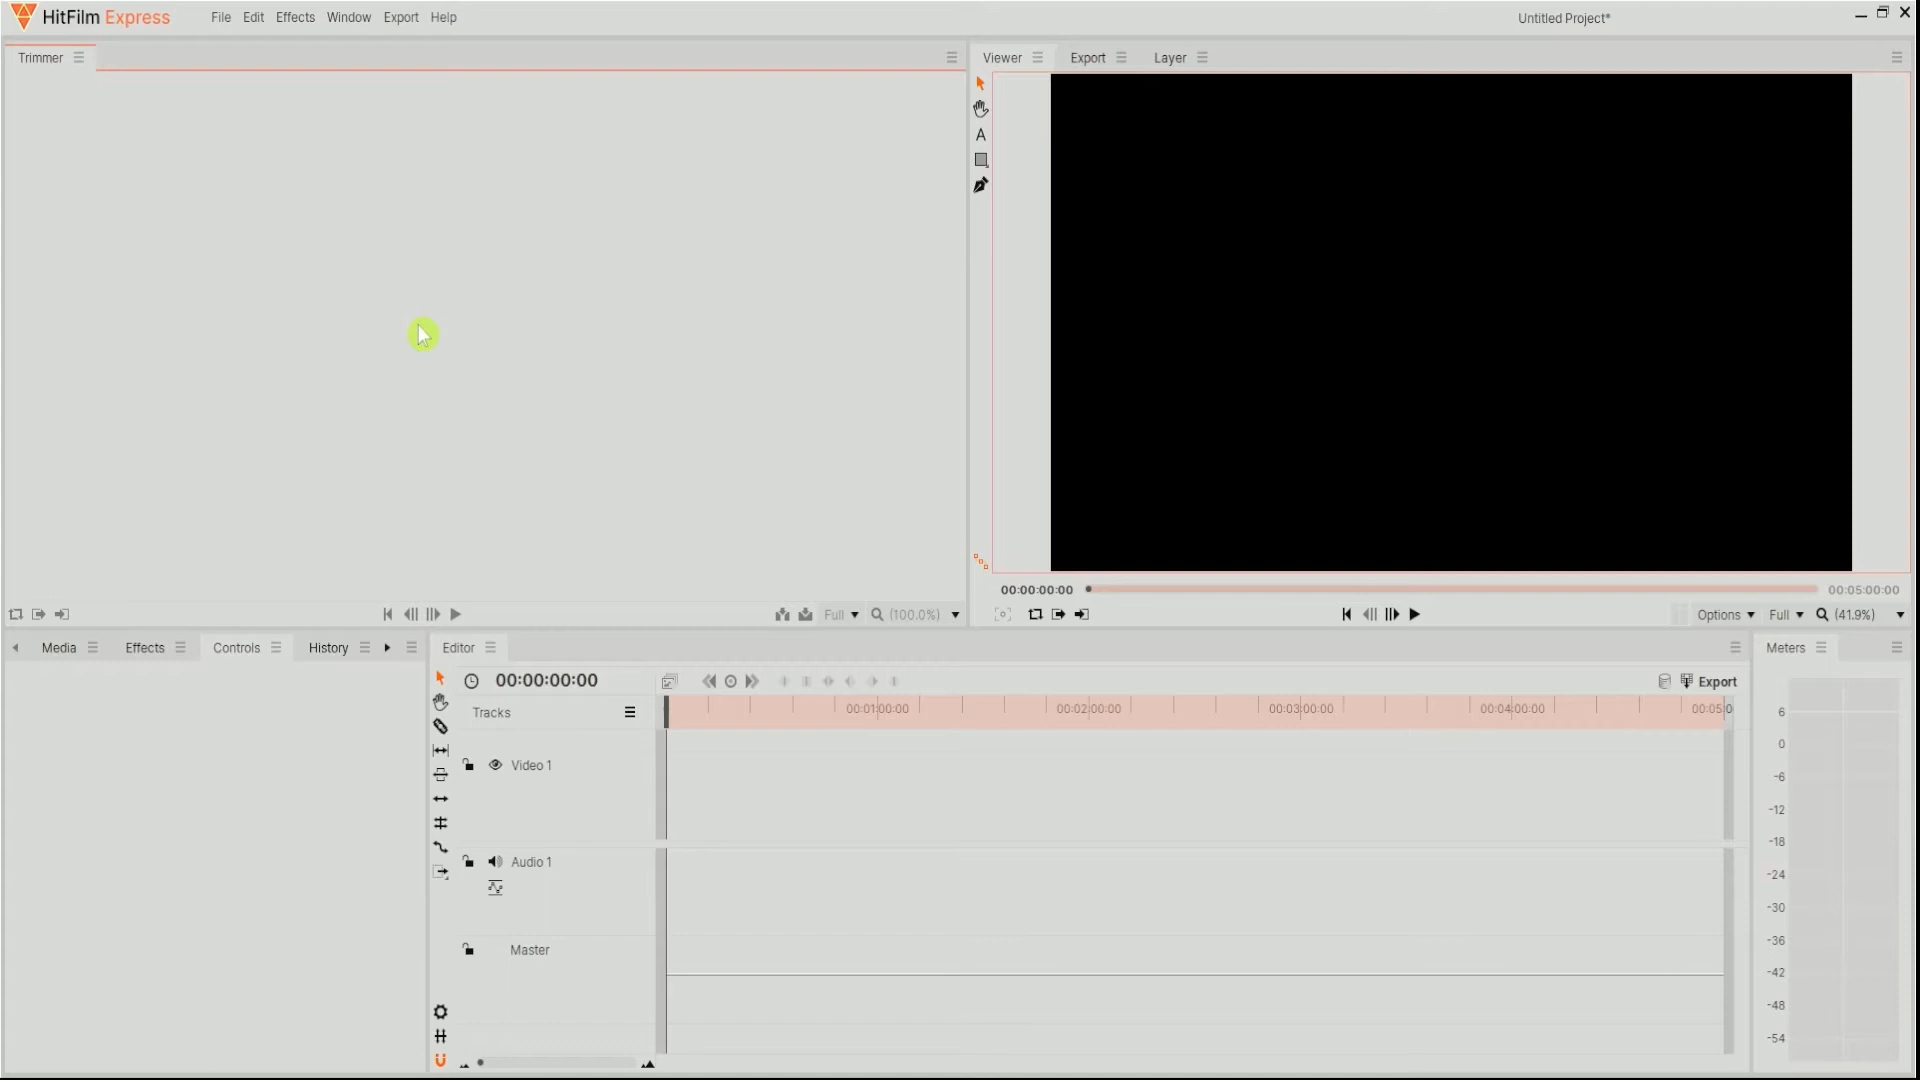 HitFilm Express File Edit Effects Window Export Help Untitled Project*
Trimmer
Viewer Export Layer
A
00:00:00:00 00:05:00:00
Full (100.0%)
Options Full (41.9%)
Media Effects Controls History
Editor
Meters
00:00:00:00
Export
Tracks
00:01:00:00 00:02:00:00 00:03:00:00 00:04:00:00 00:05:0
Video 1
Audio 1
Master
6
0
-6
-12
-18
-24
-30
-36
-42
-48
-54